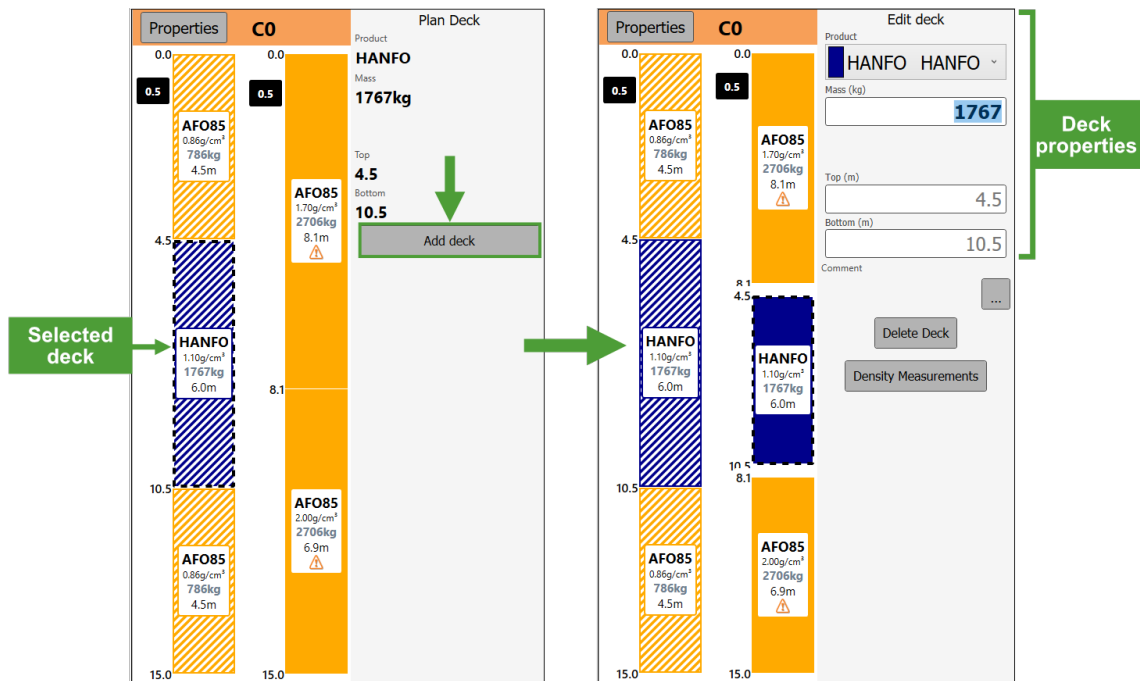 Properties
C0
Plan Deck
Product
HANFO
Mass
1767kg
Top
4.5
Bottom
10.5
Add deck
0.0
0.5
AFO85
0.86g/cm³
786kg
4.5m
4.5
HANFO
1.10g/cm³
1767kg
6.0m
10.5
AFO85
0.86g/cm³
786kg
4.5m
15.0
0.0
0.5
AFO85
1.70g/cm³
2706kg
8.1m
8.1
AFO85
2.00g/cm³
2706kg
6.9m
15.0
Selected
deck
Properties
C0
Edit deck
Product
HANFO HANFO
Mass (kg)
1767
Top (m)
4.5
Bottom (m)
10.5
Comment
...
Delete Deck
Density Measurements
0.0
0.5
AFO85
0.86g/cm³
786kg
4.5m
4.5
HANFO
1.10g/cm³
1767kg
6.0m
10.5
AFO85
0.86g/cm³
786kg
4.5m
15.0
0.0
0.5
AFO85
1.70g/cm³
2706kg
8.1m
8.1
4.5
HANFO
1.10g/cm³
1767kg
6.0m
10.5
8.1
AFO85
2.00g/cm³
2706kg
6.9m
15.0
Deck
properties